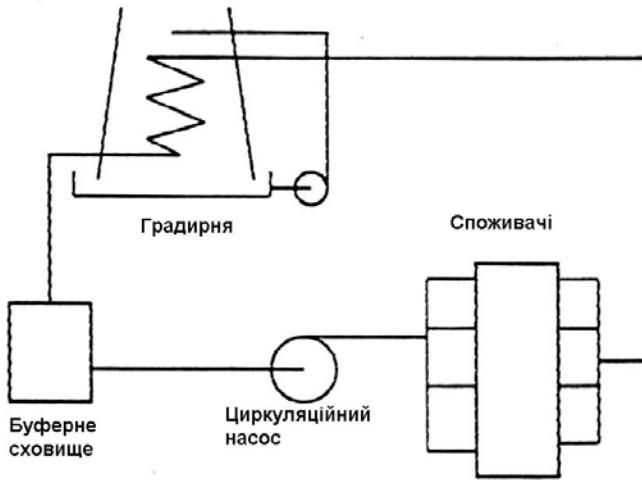 Градирня
Споживачі
Буферне
сховище
Циркуляційний
насос